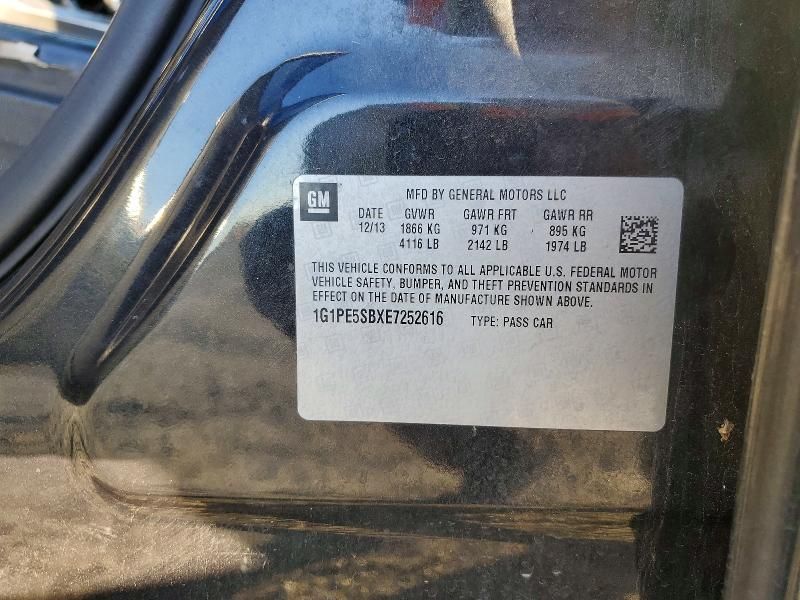 GM
MFD BY GENERAL MOTORS LLC
DATE GVWR GAWR FRT GAWR RR
12/13 1866 KG 971 KG 895 KG
4116 LB 2142 LB 1974 LB
THIS VEHICLE CONFORMS TO ALL APPLICABLE U.S. FEDERAL MOTOR
VEHICLE SAFETY, BUMPER, AND THEFT PREVENTION STANDARDS IN
EFFECT ON THE DATE OF MANUFACTURE SHOWN ABOVE.
1G1PE5SBXE7252616 TYPE: PASS CAR